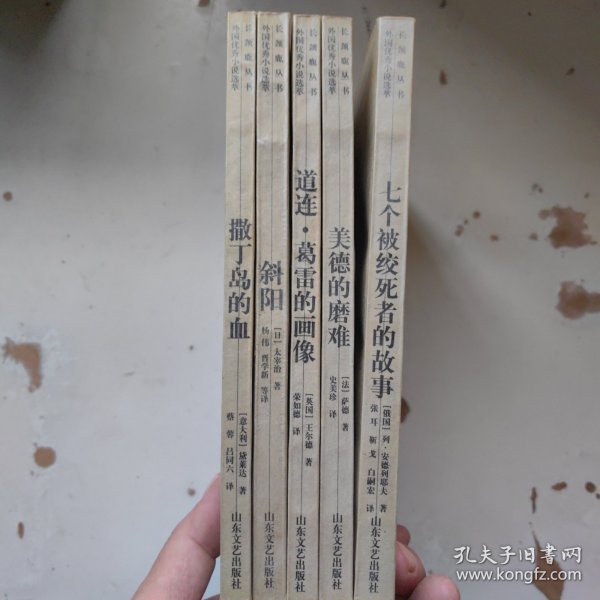 长颈鹿丛书
外国优秀小说选萃
撒丁岛的血
[意大利]黛莱达 著
蔡蓉 吕同六 译
山东文艺出版社
长颈鹿丛书
外国优秀小说选萃
斜阳
[日]太宰治 著
杨伟 晋学新 等译
山东文艺出版社
长颈鹿丛书
外国优秀小说选萃
道连·葛雷的画像
[英国]王尔德 著
荣如德 译
山东文艺出版社
长颈鹿丛书
外国优秀小说选萃
美德的磨难
[法]萨德 著
史美珍 译
山东文艺出版社
长颈鹿丛书
外国优秀小说选萃
七个被绞死者的故事
[俄国]列·安德列耶夫 著
张耳 靳戈 白嗣宏 译
山东文艺出版社
孔夫子旧书网
www.kongfz.com